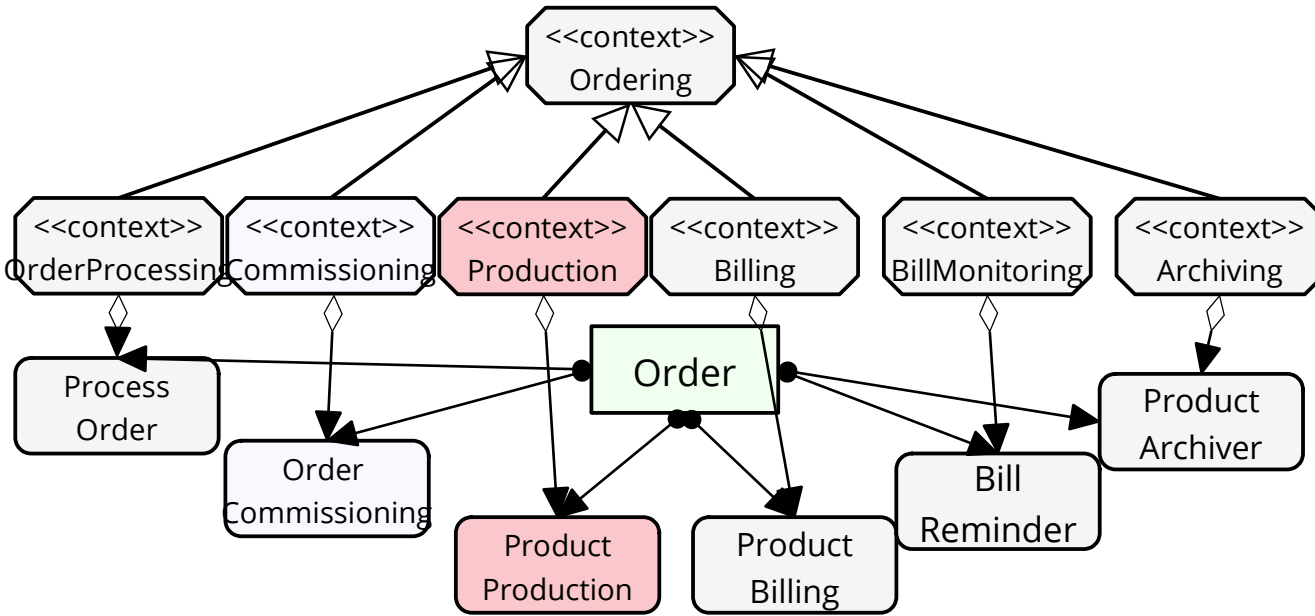 <<context>>
Ordering
<<context>>
OrderProcessing
<<context>>
Commissioning
<<context>>
Production
<<context>>
Billing
<<context>>
BillMonitoring
<<context>>
Archiving
Order
Process
Order
Order
Commissioning
Product
Production
Product
Billing
Bill
Reminder
Product
Archiver